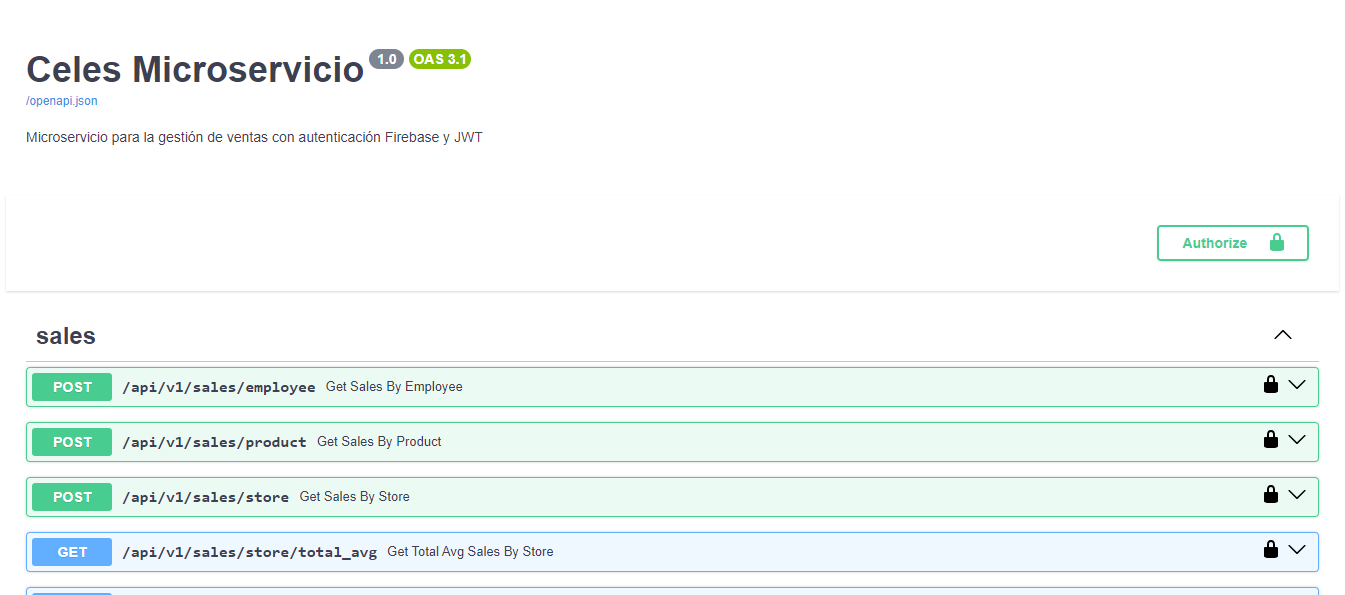 Celes Microservicio 1.0 OAS 3.1
/openapi.json
Microservicio para la gestión de ventas con autenticación Firebase y JWT
Authorize
sales
POST /api/v1/sales/employee Get Sales By Employee
POST /api/v1/sales/product Get Sales By Product
POST /api/v1/sales/store Get Sales By Store
GET /api/v1/sales/store/total_avg Get Total Avg Sales By Store